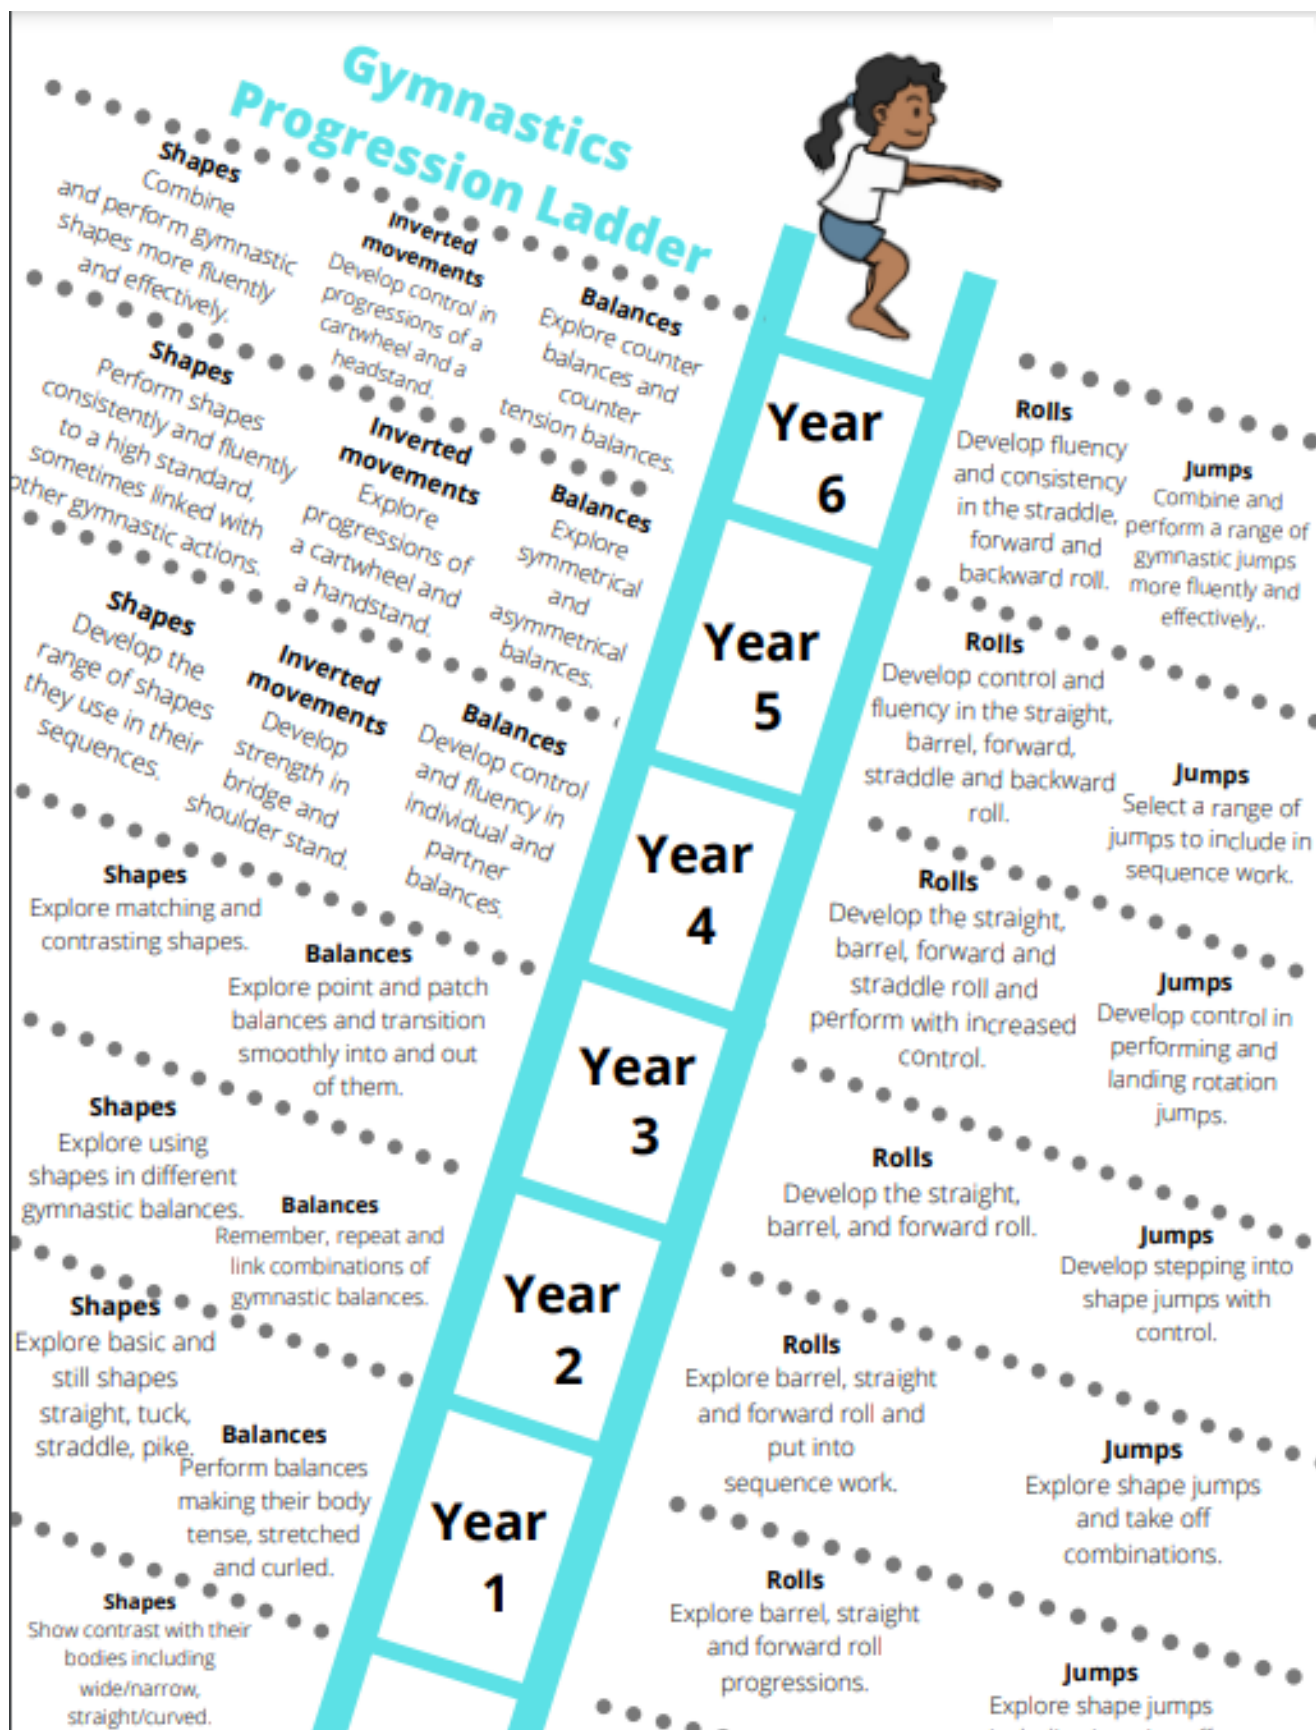 Gymnastics
Progression Ladder
Shapes
Combine
and perform gymnastic
shapes more fluently
and effectively.
Inverted
movements
Develop control in
progressions of a
cartwheel and a
headstand.
Balances
Explore counter
balances and
counter
tension balances.
Year
6
Rolls
Develop fluency
and consistency
in the straddle,
forward and
backward roll.
Jumps
Combine and
perform a range of
gymnastic jumps
more fluently and
effectively,.
Shapes
Perform shapes
consistently and fluently
to a high standard,
sometimes linked with
other gymnastic actions.
Inverted
movements
Explore
progressions of
a cartwheel and
a handstand.
Balances
Explore
symmetrical
and
asymmetrical
balances.
Year
5
Rolls
Develop control and
fluency in the straight,
barrel, forward,
straddle and backward
roll.
Jumps
Select a range of
jumps to include in
sequence work.
Shapes
Develop the
range of shapes
they use in their
sequences.
Inverted
movements
Develop
strength in
bridge and
shoulder stand.
Balances
Develop control
and fluency in
individual and
partner
balances.
Year
4
Rolls
Develop the straight,
barrel, forward and
straddle roll and
perform with increased
control.
Jumps
Develop control in
performing and
landing rotation
jumps.
Shapes
Explore matching and
contrasting shapes.
Balances
Explore point and patch
balances and transition
smoothly into and out
of them.
Year
3
Rolls
Develop the straight,
barrel, and forward roll.
Jumps
Develop stepping into
shape jumps with
control.
Shapes
Explore using
shapes in different
gymnastic balances.
Balances
Remember, repeat and
link combinations of
gymnastic balances.
Year
2
Rolls
Explore barrel, straight
and forward roll and
put into
sequence work.
Jumps
Explore shape jumps
and take off
combinations.
Shapes
Explore basic and
still shapes
straight, tuck,
straddle, pike.
Balances
Perform balances
making their body
tense, stretched
and curled.
Year
1
Rolls
Explore barrel, straight
and forward roll
progressions.
Jumps
Explore shape jumps
Shapes
Show contrast with their
bodies including
wide/narrow,
straight/curved.